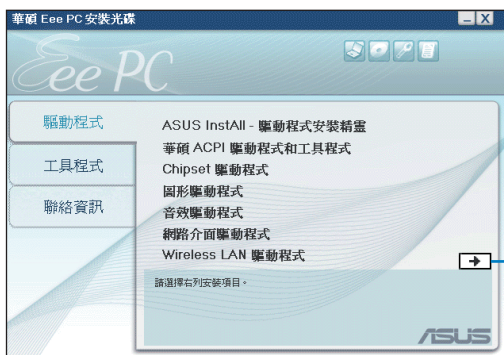 華碩 Eee PC 安裝光碟
Eee PC
驅動程式
工具程式
聯絡資訊
ASUS InstAll - 驅動程式安裝精靈
華碩 ACPI 驅動程式和工具程式
Chipset 驅動程式
圖形驅動程式
音效驅動程式
網路介面驅動程式
Wireless LAN 驅動程式
請選擇右列安裝項目。
ASUS